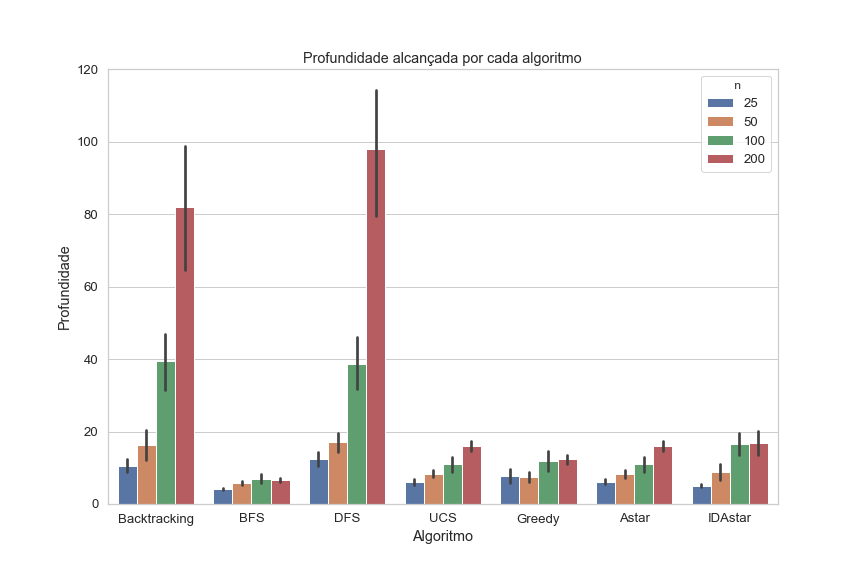 Profundidade alcançada por cada algoritmo
120
100
80
60
40
20
0
Profundidade
n
25
50
100
200
Backtracking BFS DFS UCS Greedy Astar IDAstar
Algoritmo